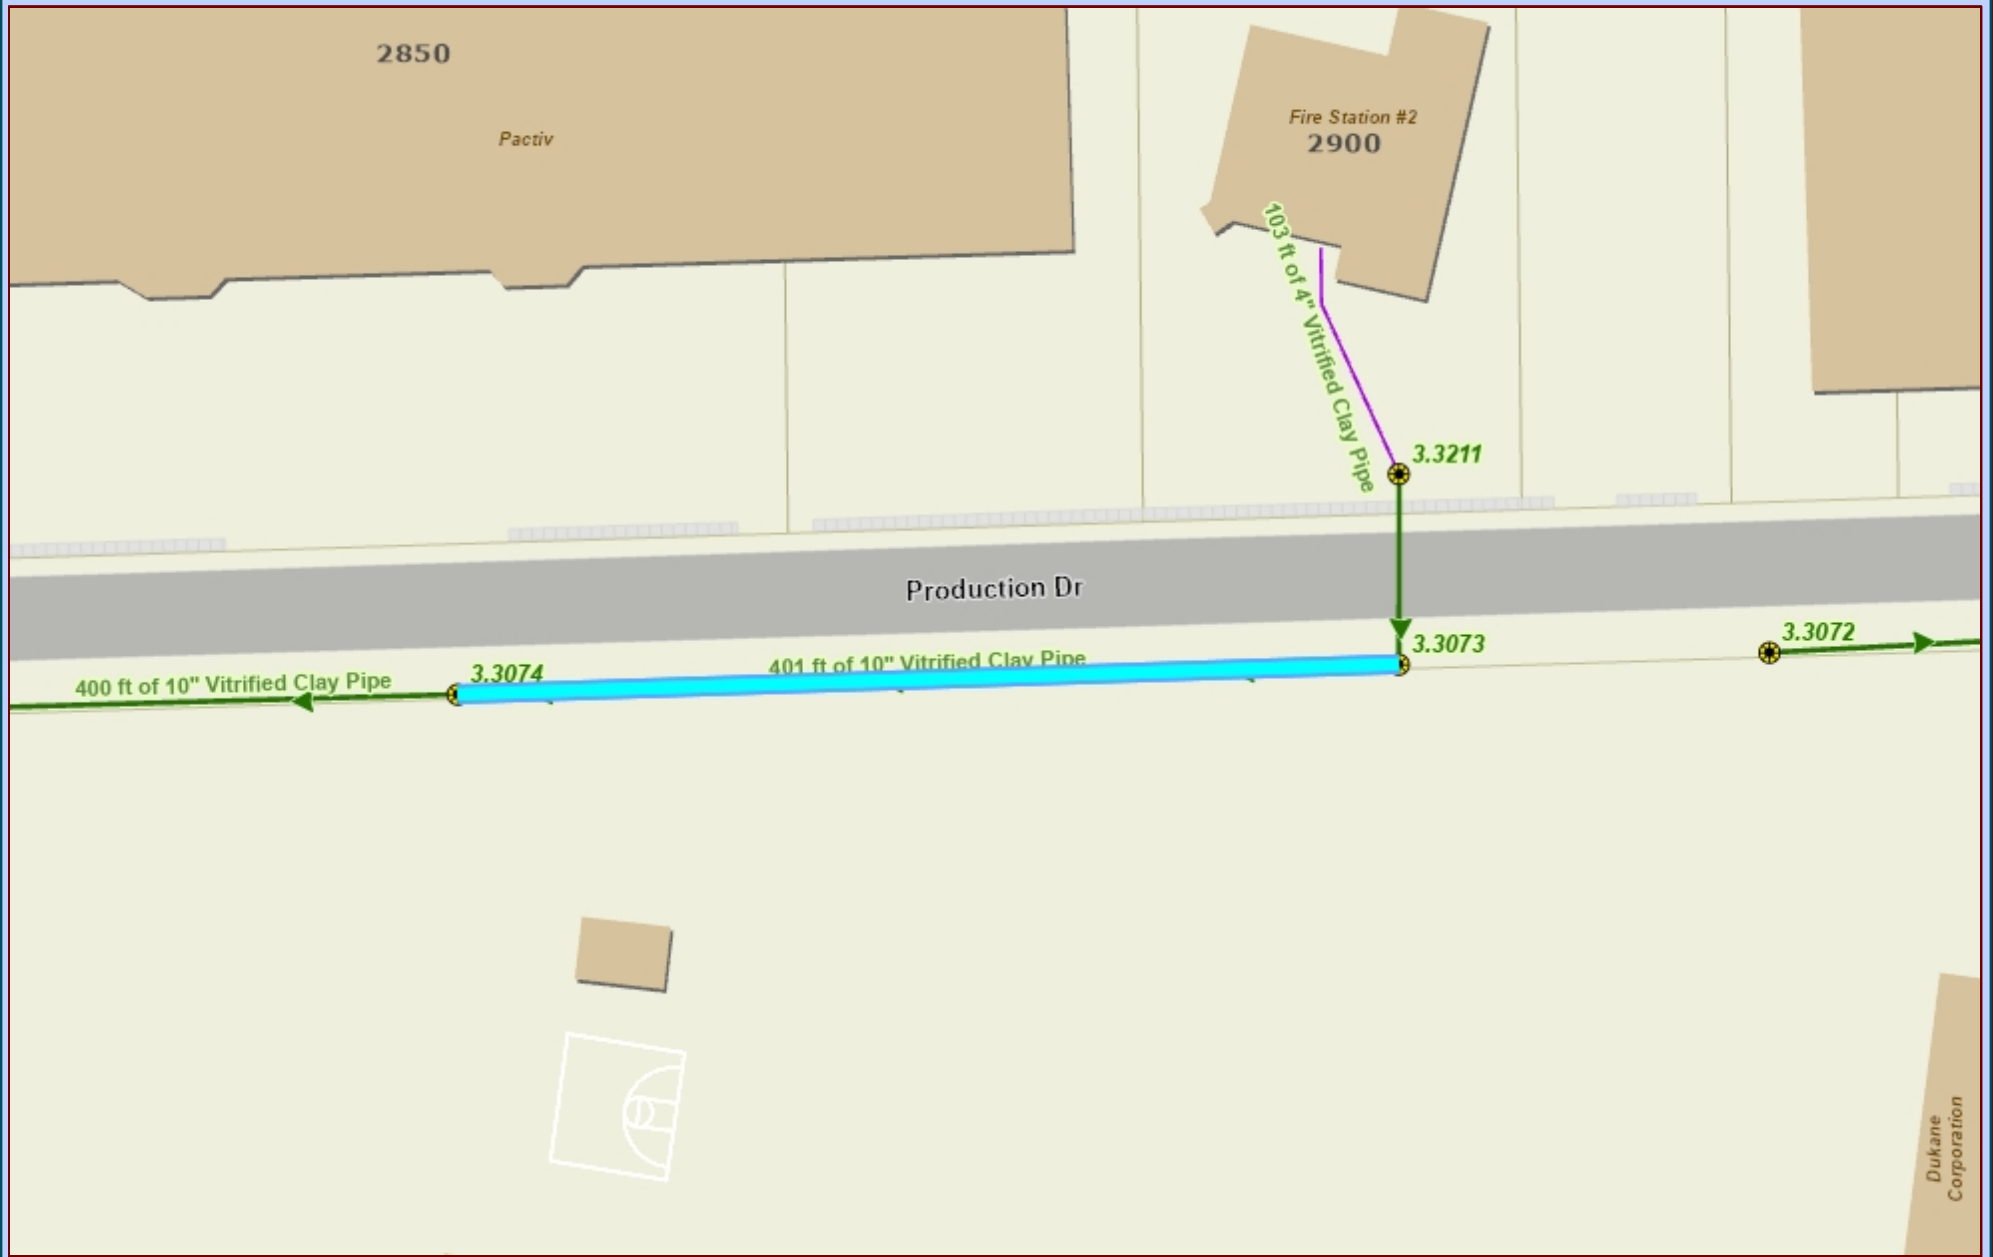 2850
Pactiv
Fire Station #2
2900
103 ft of 4" Vitrified Clay Pipe
3.3211
Production Dr
3.3073
3.3072
401 ft of 10" Vitrified Clay Pipe
3.3074
400 ft of 10" Vitrified Clay Pipe
Dukane
Corporation